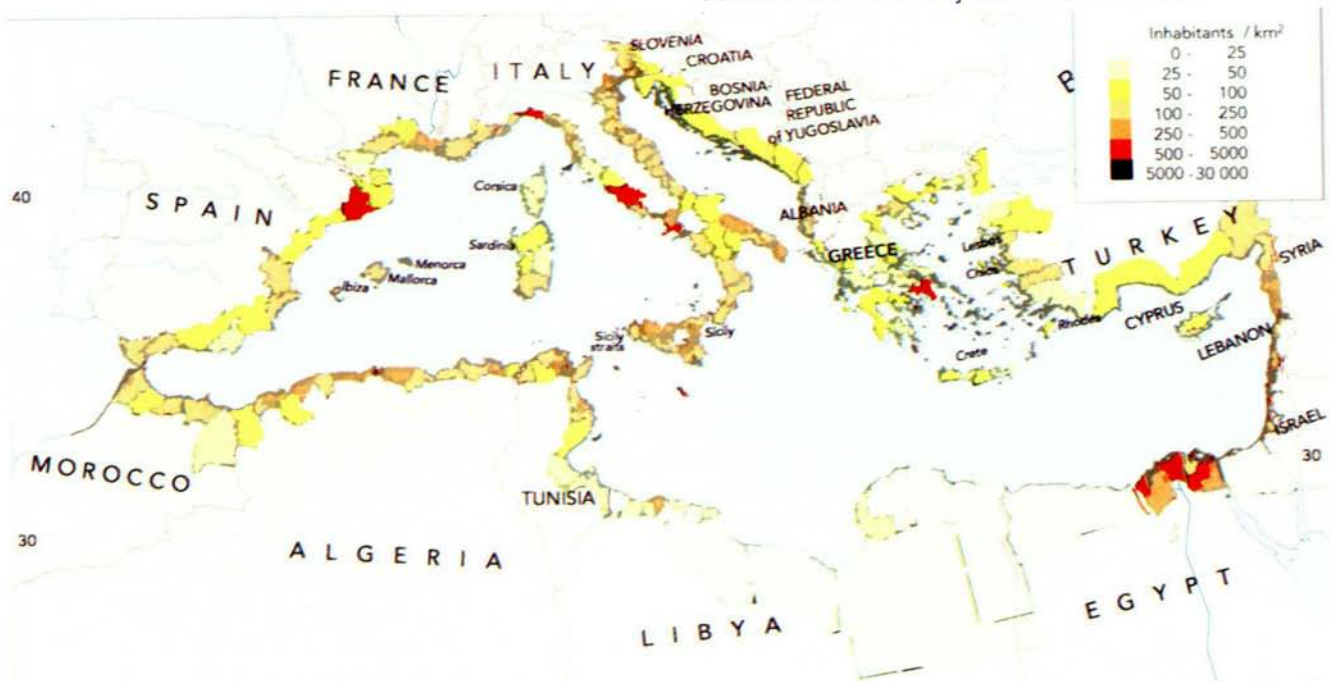 Inhabitants / km²
0 - 25
25 - 50
50 - 100
100 - 250
250 - 500
500 - 5000
5000 - 30 000
FRANCE
ITALY
SLOVENIA
CROATIA
BOSNIA-
HERZEGOVINA
FEDERAL
REPUBLIC
of YUGOSLAVIA
B
40
SPAIN
Corsica
ALBANIA
Sardinia
Menorca
Mallorca
Ibiza
GREECE
Lesbos
Chios
TURKEY
SYRIA
Sicily
straits
Sicily
Rhodes
CYPRUS
LEBANON
Crete
ISRAEL
30
MOROCCO
TUNISIA
30
ALGERIA
LIBYA
EGYPT